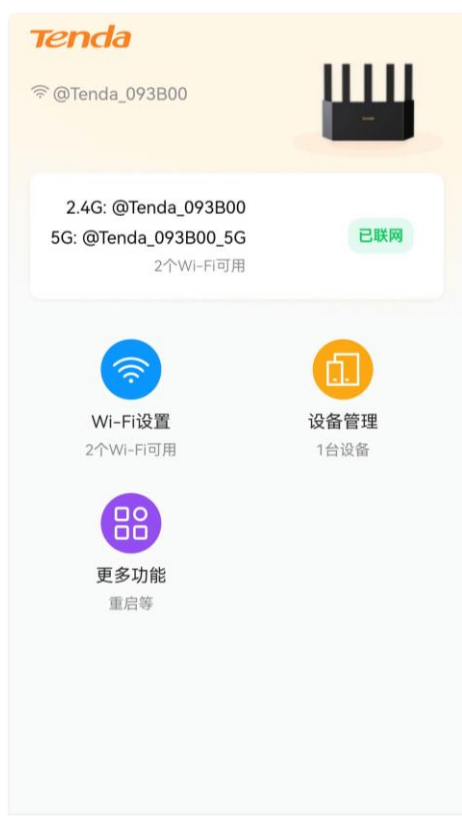 Tenda
@Tenda_093B00
2.4G: @Tenda_093B00
5G: @Tenda_093B00_5G
2个Wi-Fi可用
已联网
Wi-Fi设置
2个Wi-Fi可用
设备管理
1台设备
更多功能
重启等